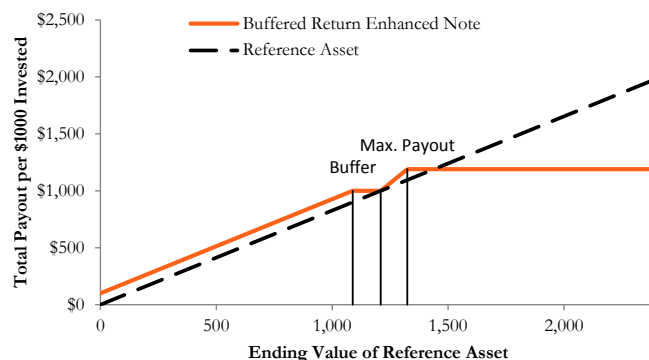 $2,500
Buffered Return Enhanced Note
Reference Asset
$2,000
$1,500
Max. Payout
Buffer
$1,000
$500
$0
0
500
1,000
1,500
2,000
Total Payout per $1000 Invested
Ending Value of Reference Asset